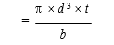 = π × d³ × t / b